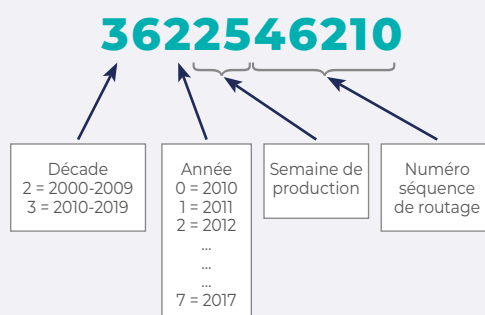 3622546210
Décade
2 = 2000-2009
3 = 2010-2019
Année
0 = 2010
1 = 2011
2 = 2012
...
...
...
7 = 2017
Semaine de
production
Numéro
séquence
de routage